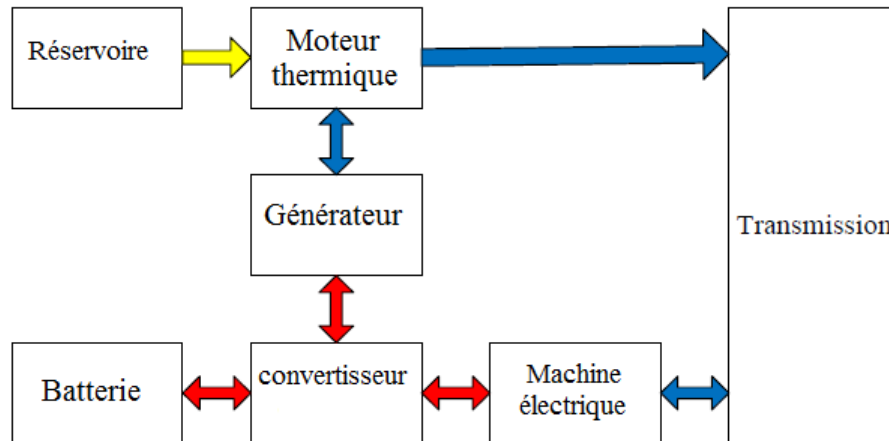 Réservoire
Moteur
thermique
Générateur
Transmission
Batterie
convertisseur
Machine
électrique